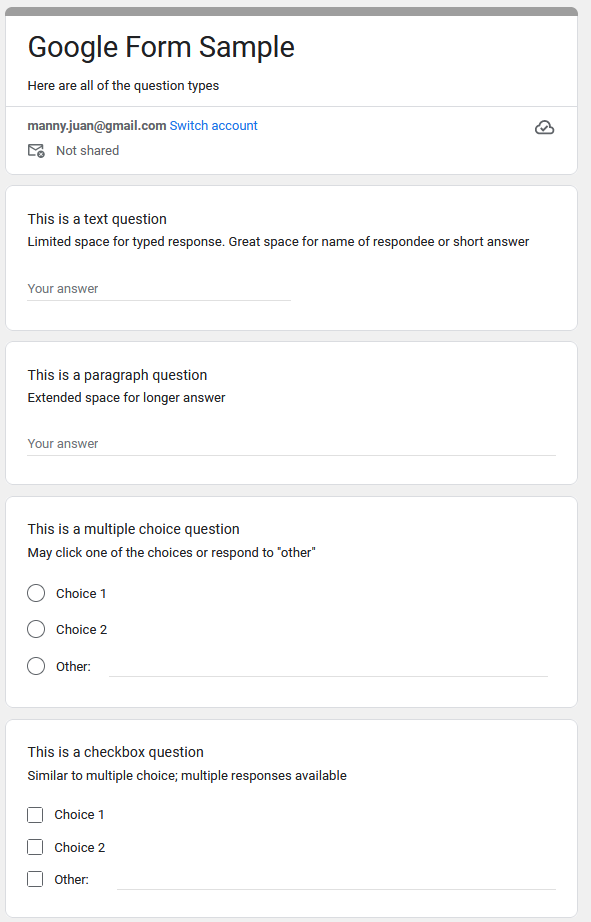 Google Form Sample
Here are all of the question types
manny.juan@gmail.com Switch account
Not shared
This is a text question
Limited space for typed response. Great space for name of respondee or short answer
Your answer
This is a paragraph question
Extended space for longer answer
Your answer
This is a multiple choice question
May click one of the choices or respond to "other"
Choice 1
Choice 2
Other:
This is a checkbox question
Similar to multiple choice; multiple responses available
Choice 1
Choice 2
Other: